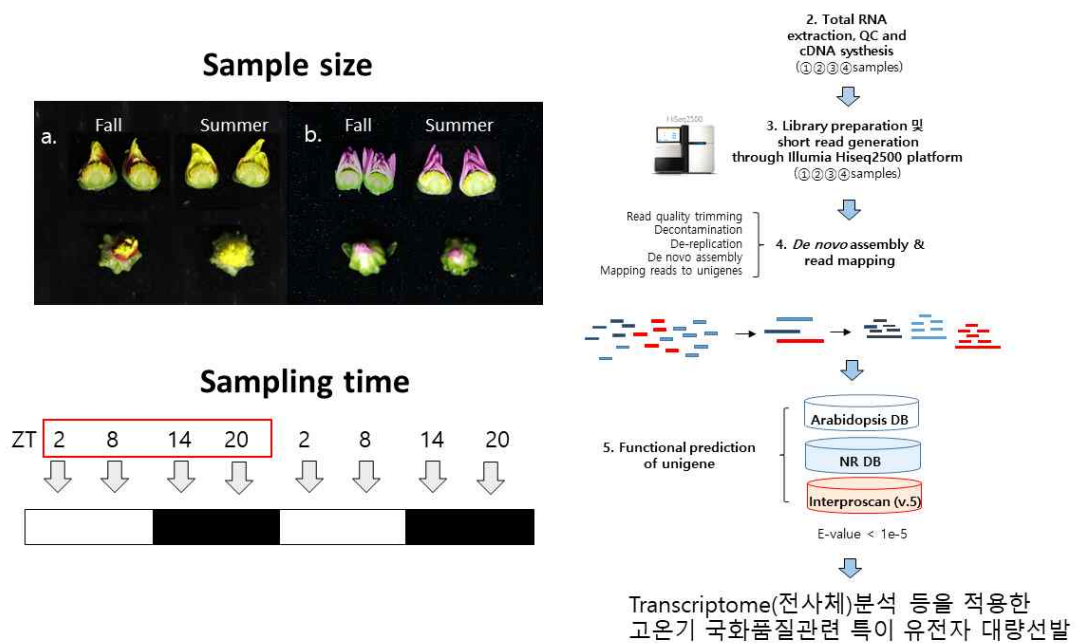 Sample size
a.
Fall
Summer
b.
Fall
Summer
Sampling time
ZT 2 8 14 20 2 8 14 20
2. Total RNA
extraction, QC and
cDNA systhesis
(①②③④samples)
HiSeq2500
3. Library preparation 및
short read generation
through Illumia Hiseq2500 platform
(①②③④samples)
Read quality trimming
Decontamination
De-replication
De novo assembly
Mapping reads to unigenes
4. De novo assembly &
read mapping
5. Functional prediction
of unigene
Arabidopsis DB
NR DB
Interproscan (v.5)
E-value < 1e-5
Transcriptome(전사체)분석 등을 적용한
고온기 국화품질관련 특이 유전자 대량선발